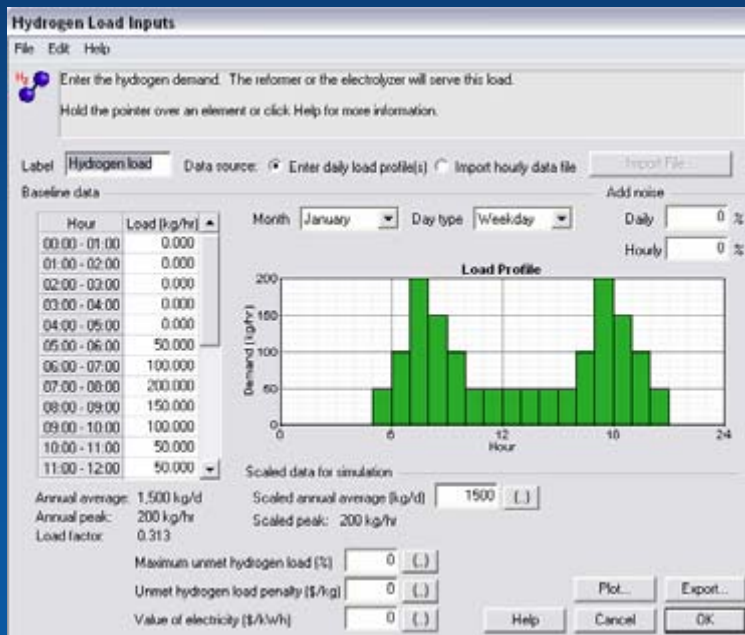 Hydrogen Load Inputs
File Edit Help
H2
Enter the hydrogen demand. The reformer or the electrolyzer will serve this load.
Hold the pointer over an element or click Help for more information.
Label Hydrogen load Data source: Enter daily load profile(s) Import hourly data file Import File...
Baseline data
Add noise
Hour Load (kg/hr)
00:00 - 01:00 0.000
01:00 - 02:00 0.000
02:00 - 03:00 0.000
03:00 - 04:00 0.000
04:00 - 05:00 0.000
05:00 - 06:00 50.000
06:00 - 07:00 100.000
07:00 - 08:00 200.000
08:00 - 09:00 150.000
09:00 - 10:00 100.000
10:00 - 11:00 50.000
11:00 - 12:00 50.000
Month January Day type Weekday
Daily 0 %
Hourly 0 %
Load Profile
Demand (kg/hr)
200
150
100
50
0
0 6 12 18 24
Hour
Annual average: 1,500 kg/d
Annual peak: 200 kg/hr
Load factor: 0.313
Scaled data for simulation
Scaled annual average (kg/d) 1500 {..}
Scaled peak: 200 kg/hr
Maximum unmet hydrogen load (%) 0 {..}
Unmet hydrogen load penalty ($/kg) 0 {..}
Value of electricity ($/kWh) 0 {..}
Plot... Export...
Help Cancel OK